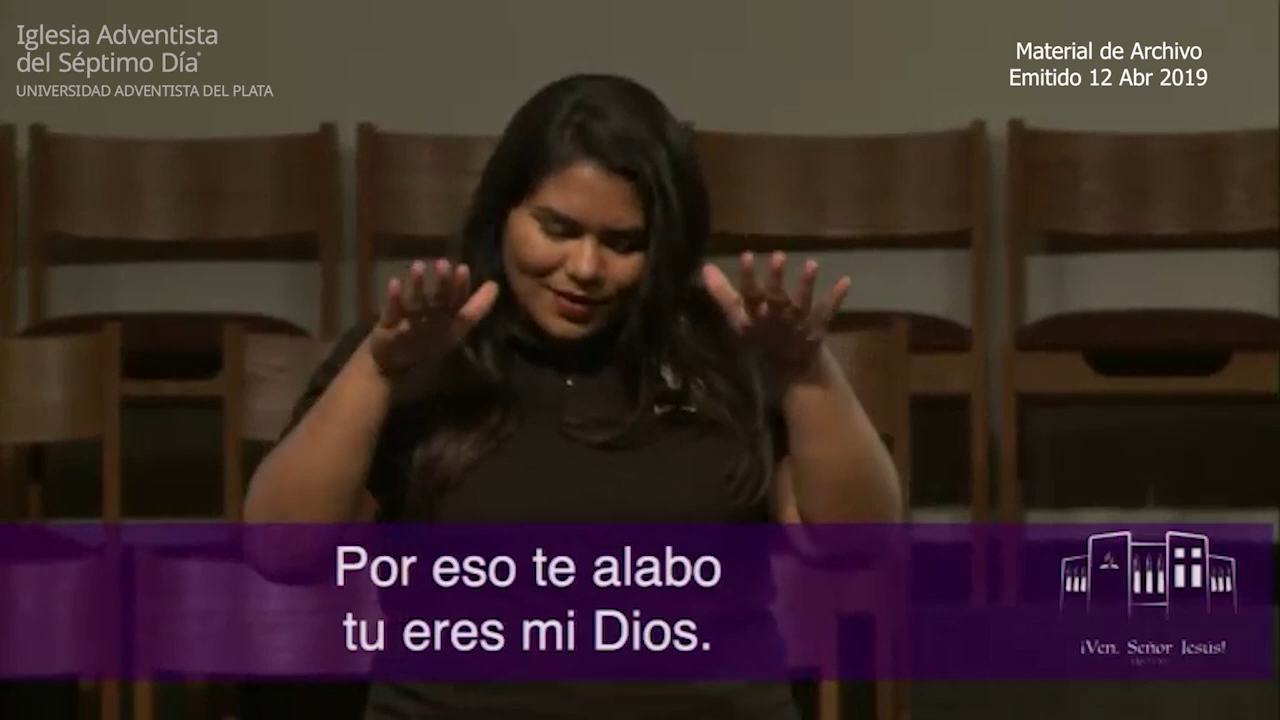 Iglesia Adventista
del Séptimo Día®
UNIVERSIDAD ADVENTISTA DEL PLATA
Material de Archivo
Emitido 12 Abr 2019
Por eso te alabo
tu eres mi Dios.
¡Ven, Señor Jesús!